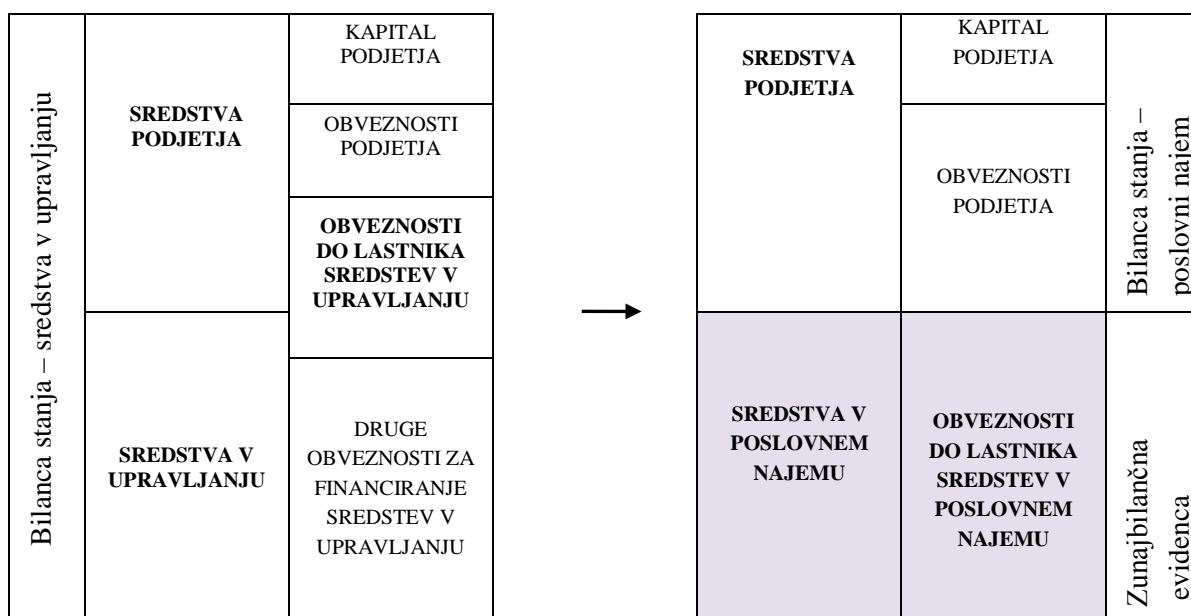 Bilanca stanja – sredstva v upravljanju
SREDSTVA
PODJETJA
KAPITAL
PODJETJA
OBVEZNOSTI
PODJETJA
OBVEZNOSTI
DO LASTNIKA
SREDSTEV V
UPRAVLJANJU
SREDSTVA V
UPRAVLJANJU
DRUGE
OBVEZNOSTI ZA
FINANCIRANJE
SREDSTEV V
UPRAVLJANJU
SREDSTVA
PODJETJA
KAPITAL
PODJETJA
OBVEZNOSTI
PODJETJA
Bilanca stanja –
poslovni najem
SREDSTVA V
POSLOVNEM
NAJEMU
OBVEZNOSTI
DO LASTNIKA
SREDSTEV V
POSLOVNEM
NAJEMU
Zunajbilančna
evidenca